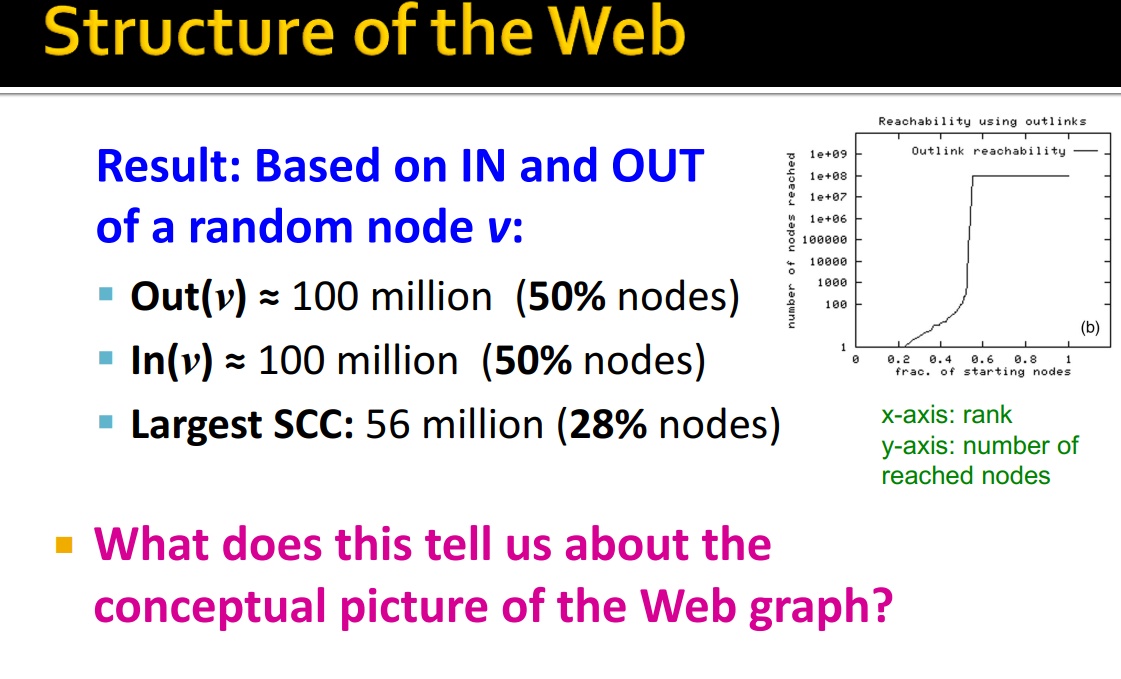 Structure of the Web
Result: Based on IN and OUT
of a random node v:
▪ Out(v) ≈ 100 million (50% nodes)
▪ In(v) ≈ 100 million (50% nodes)
▪ Largest SCC: 56 million (28% nodes)
Reachability using outlinks
Outlink reachability
number of nodes reached
1e+09
1e+08
1e+07
1e+06
100000
10000
1000
100
1
(b)
0 0.2 0.4 0.6 0.8 1
frac. of starting nodes
x-axis: rank
y-axis: number of
reached nodes
▪ What does this tell us about the
conceptual picture of the Web graph?